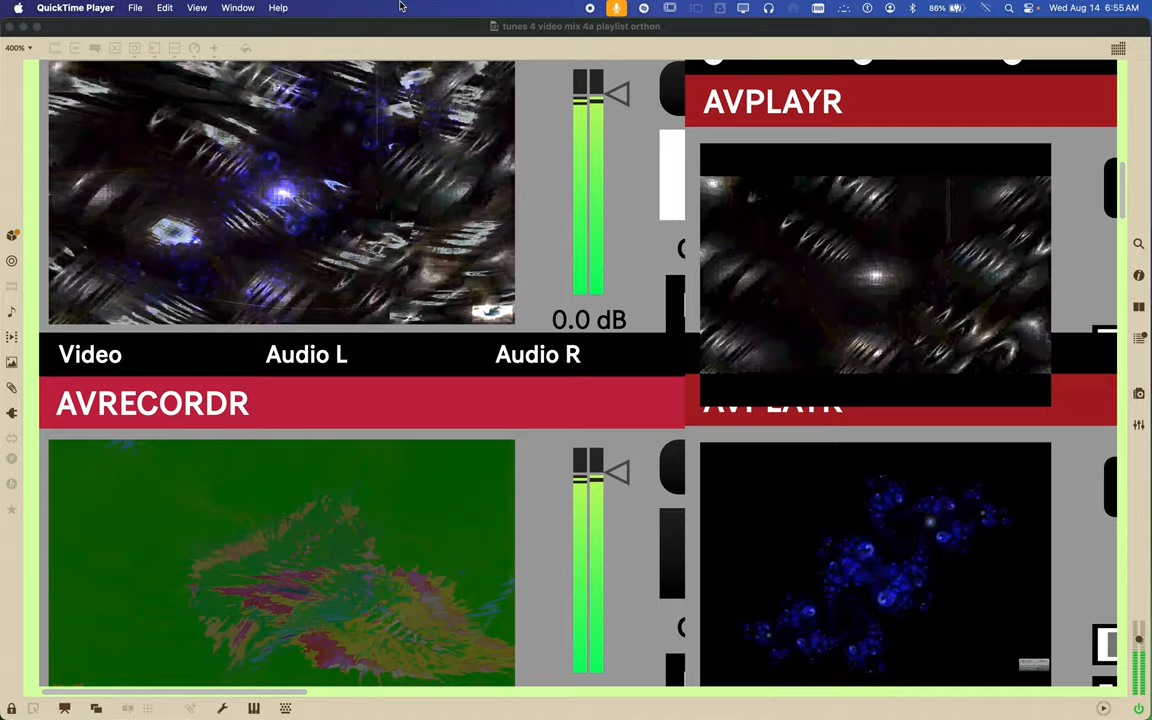 QuickTime Player File Edit View Window Help 86% Wed Aug 14 6:55 AM
tunes 4 video mix 4a playlist orthon
400%
AVPLAYR
0.0 dB
Video Audio L Audio R
AVRECORDR
AVPLAYR